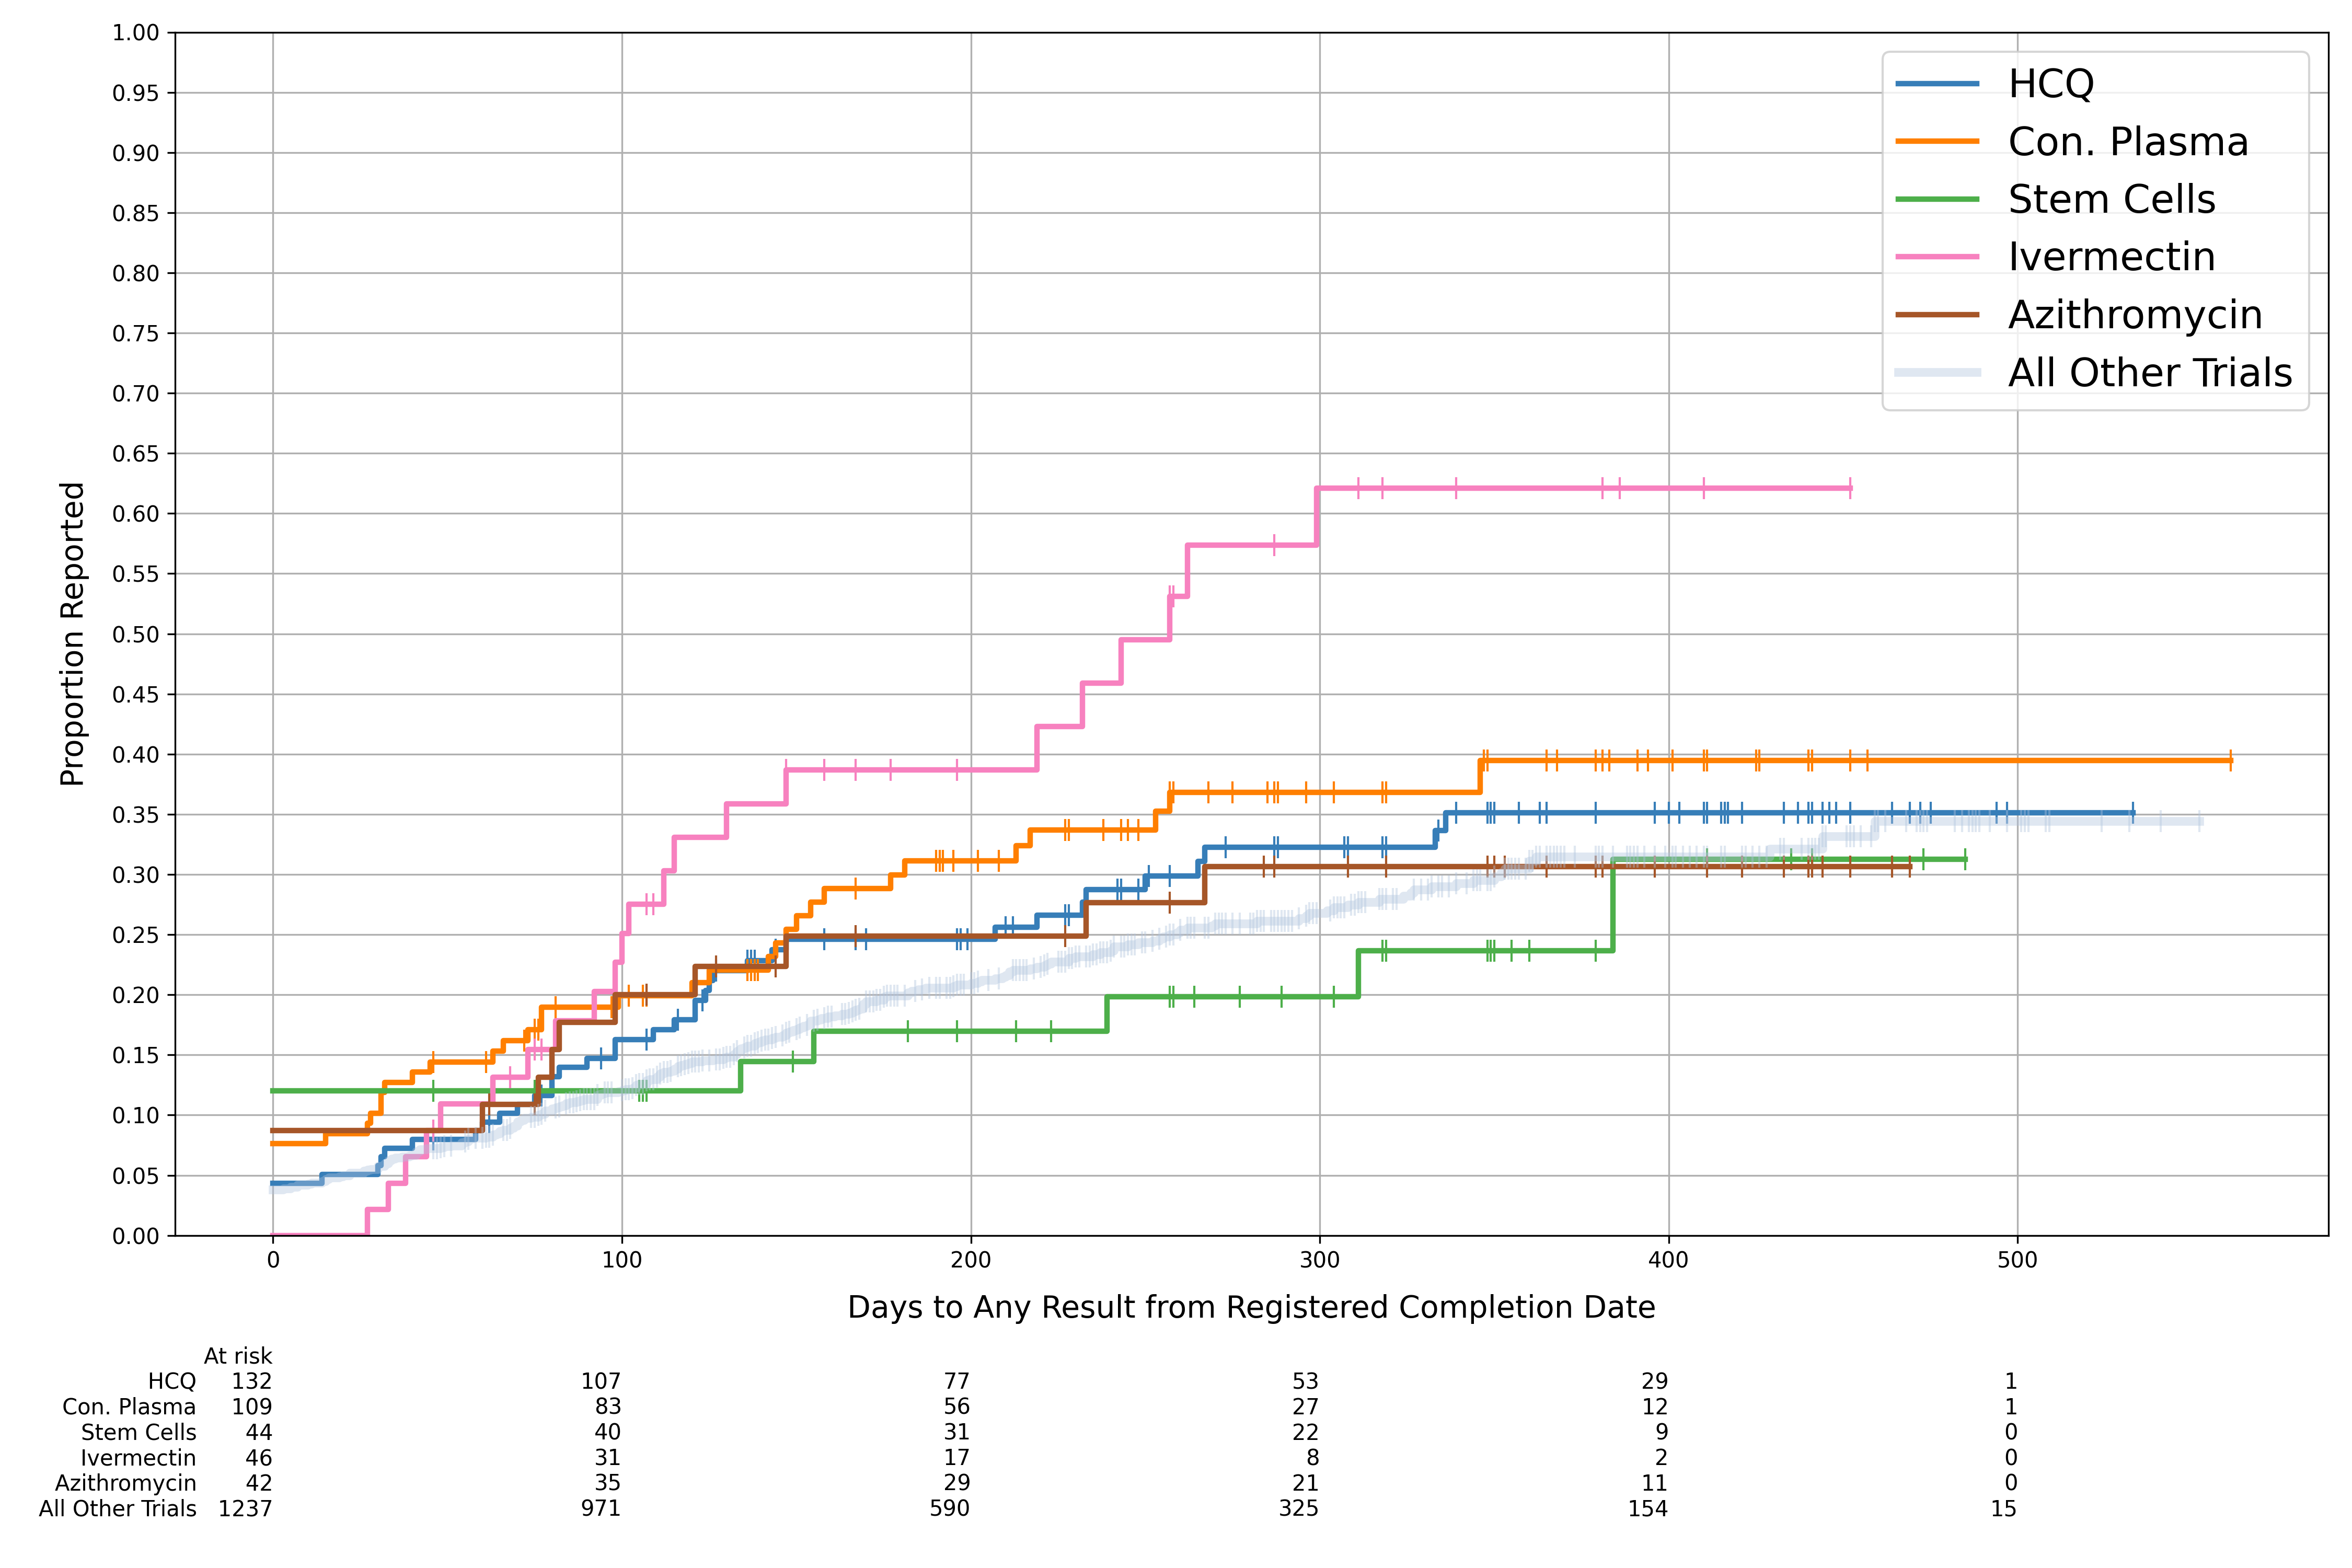 1.00
0.95
0.90
0.85
0.80
0.75
0.70
0.65
0.60
0.55
0.50
0.45
0.40
0.35
0.30
0.25
0.20
0.15
0.10
0.05
0.00
Proportion Reported
HCQ
Con. Plasma
Stem Cells
Ivermectin
Azithromycin
All Other Trials
0 100 200 300 400 500
Days to Any Result from Registered Completion Date
At risk
HCQ 132 107 77 53 29 1
Con. Plasma 109 83 56 27 12 1
Stem Cells 44 40 31 22 9 0
Ivermectin 46 31 17 8 2 0
Azithromycin 42 35 29 21 11 0
All Other Trials 1237 971 590 325 154 15